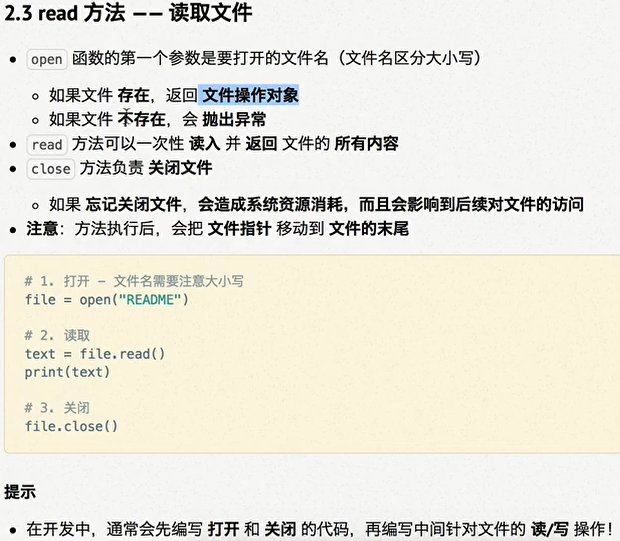 2.3 read 方法 —— 读取文件
open 函数的第一个参数是要打开的文件名（文件名区分大小写）
如果文件 存在，返回 文件操作对象
如果文件 不存在，会 抛出异常
read 方法可以一次性 读入 并 返回 文件的 所有内容
close 方法负责 关闭文件
如果 忘记关闭文件，会造成系统资源消耗，而且会影响到后续对文件的访问
注意：方法执行后，会把 文件指针 移动到 文件的末尾
# 1. 打开 - 文件名需要注意大小写
file = open("README")
# 2. 读取
text = file.read()
print(text)
# 3. 关闭
file.close()
提示
在开发中，通常会先编写 打开 和 关闭 的代码，再编写中间针对文件的 读/写 操作！